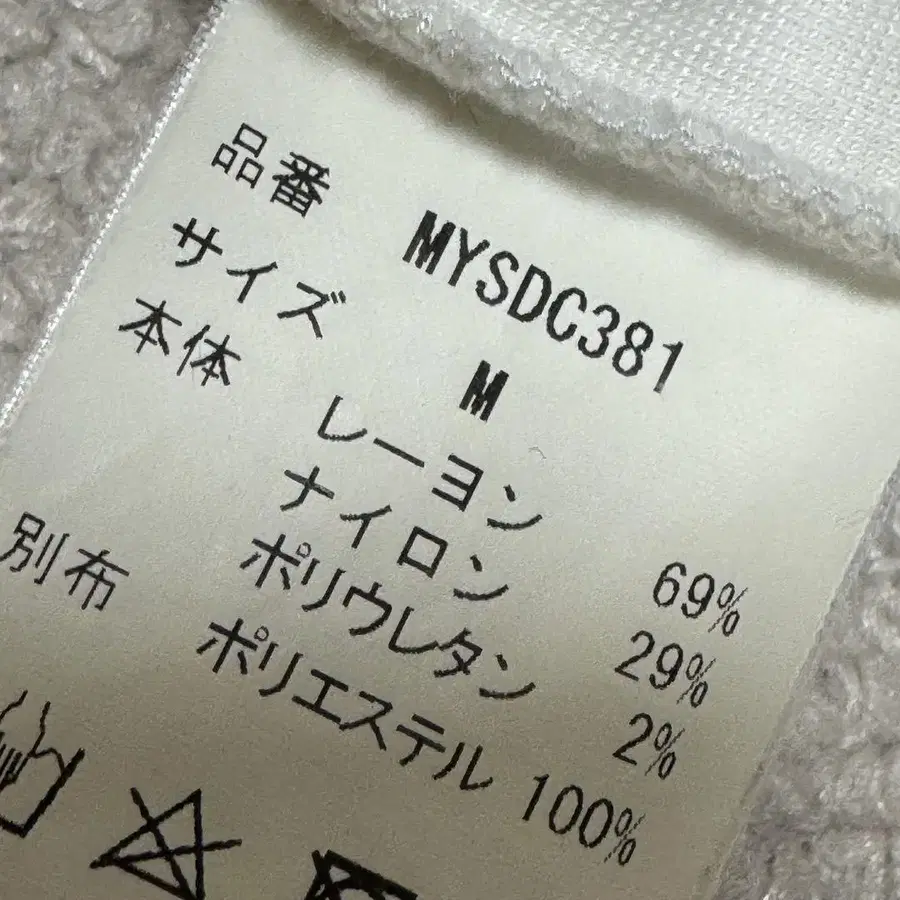 品番 MYSDC381
サイズ M
本体
レーヨン 69%
ナイロン 29%
ポリウレタン 2%
別布 ポリエステル 100%